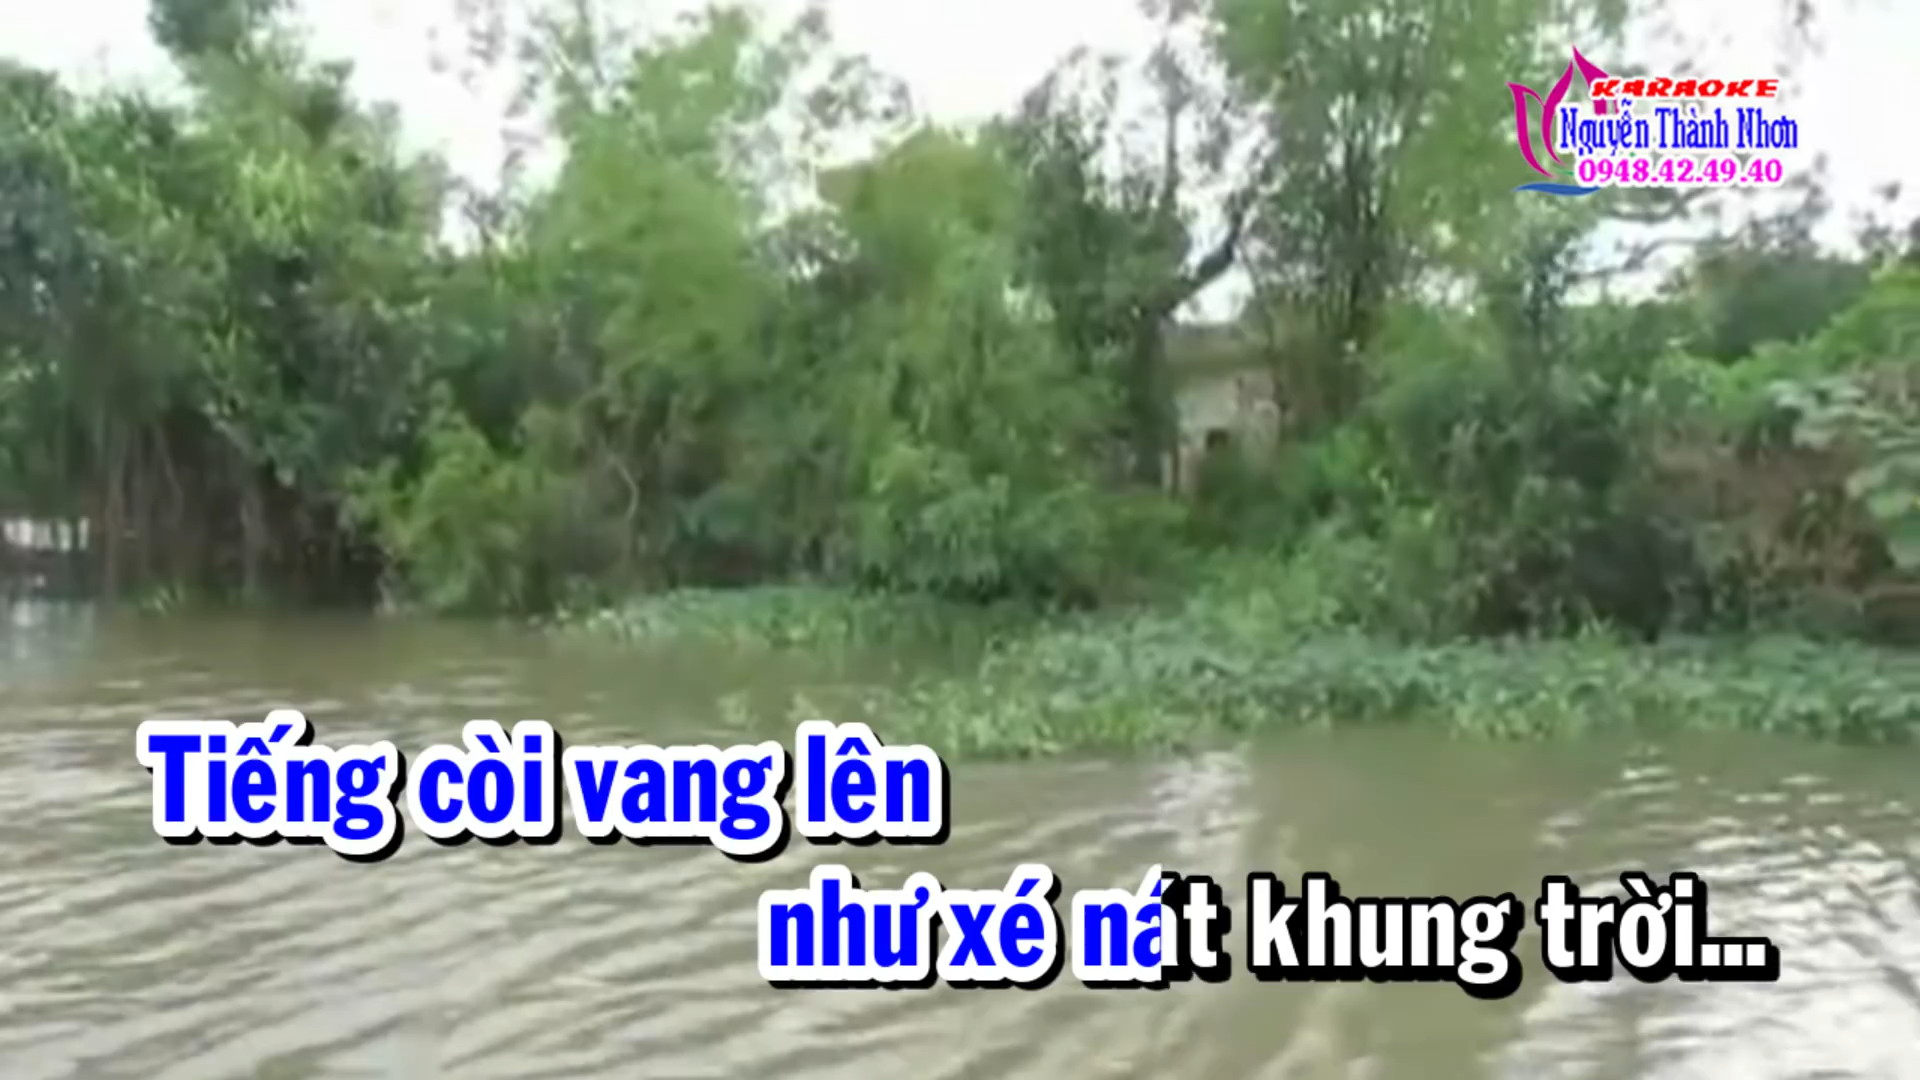 KARAOKE
Nguyễn Thành Nhơn
0948.42.49.40
Tiếng còi vang lên
như xé nát khung trời...